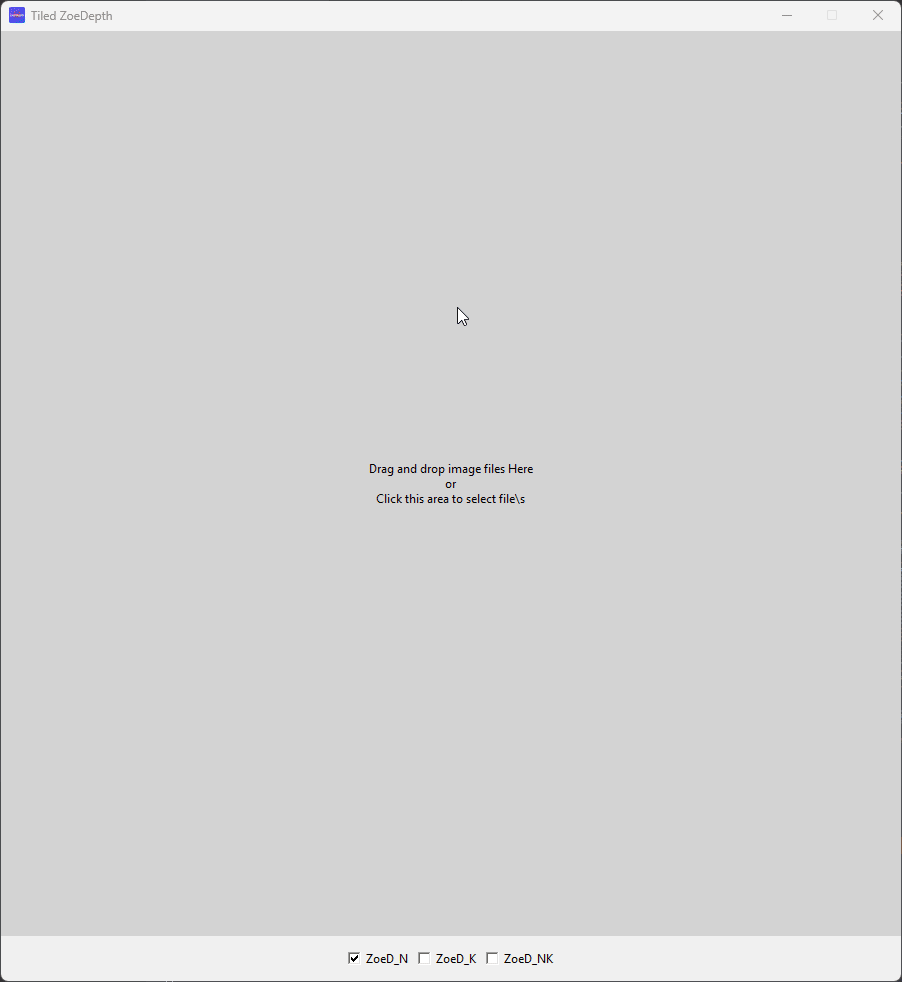 Tiled ZoeDepth
Drag and drop image files Here
or
Click this area to select file\s
ZoeD_N ZoeD_K ZoeD_NK